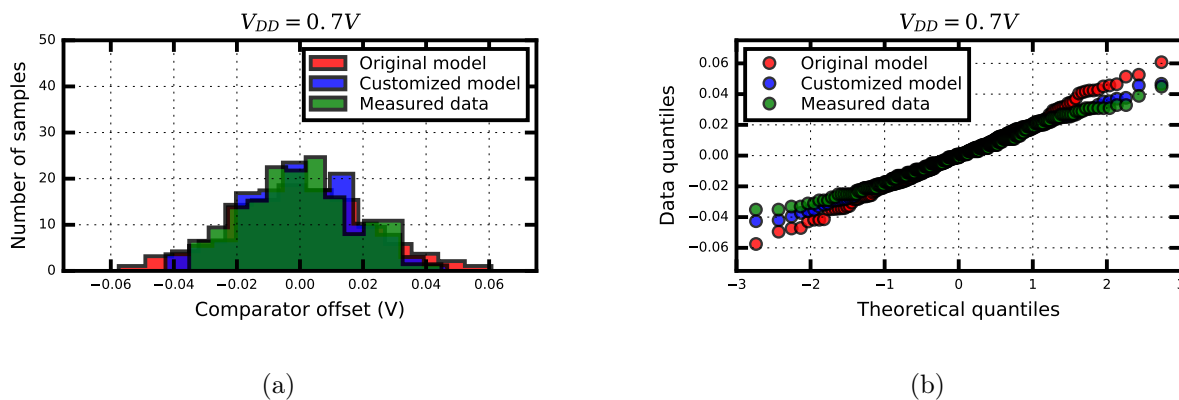 V_DD = 0.7V
50
40
30
20
10
0
Number of samples
Original model
Customized model
Measured data
−0.06 −0.04 −0.02 0.00 0.02 0.04 0.06
Comparator offset (V)
(a)
V_DD = 0.7V
0.06
0.04
0.02
0.00
−0.02
−0.04
−0.06
Data quantiles
Original model
Customized model
Measured data
−3 −2 −1 0 1 2 3
Theoretical quantiles
(b)